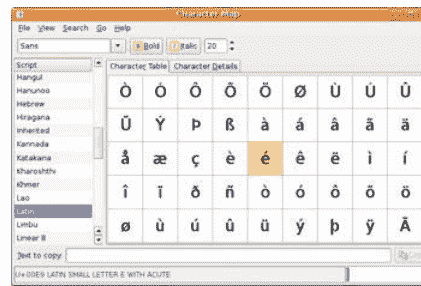 Character Map
File View Search Go Help
Sans Bold Italic 20
Script
Hangul
Hanunoo
Hebrew
Hiragana
Inherited
Kannada
Katakana
Kharoshthi
Khmer
Lao
Latin
Limbu
Linear B
Character Table Character Details
Ò Ó Ô Õ Ö Ø Ù Ú Û
Ü Ý Þ ß à á â ã ä
å æ ç è é ê ë ì í
î ï ð ñ ò ó ô õ ö
ø ù ú û ü ý þ ÿ Ā
Text to copy:
U+00E9 LATIN SMALL LETTER E WITH ACUTE